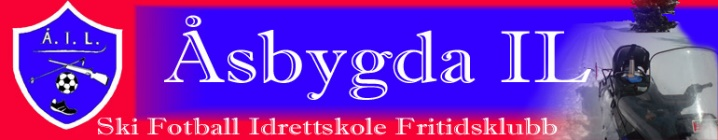 Å. I. L.
Åsbygda IL
Ski Fotball Idrettskole Fritidsklubb